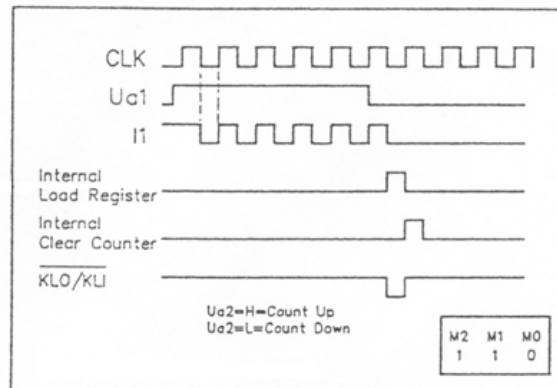 CLK
Ua1
I1
Internal
Load Register
Internal
Clear Counter
KLO/KLI
Ua2=H=Count Up
Ua2=L=Count Down
M2 M1 M0
1 1 0